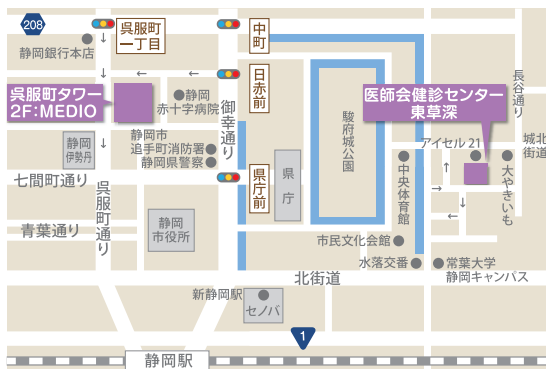 208
呉服町
一丁目
中町
静岡銀行本店
日赤前
長谷通り
呉服町タワー
2F:MEDIO
静岡
赤十字病院
医師会健診センター
東草深
御幸通り
駿府城公園
静岡
伊勢丹
静岡市
追手町消防署
静岡県警察
アイセル21
城北
街道
七間町通り
県庁前
県庁
中央体育館
大やきいも
呉服町通り
青葉通り
静岡
市役所
市民文化会館
水落交番
常葉大学
静岡キャンパス
北街道
新静岡駅
セノバ
1
静岡駅